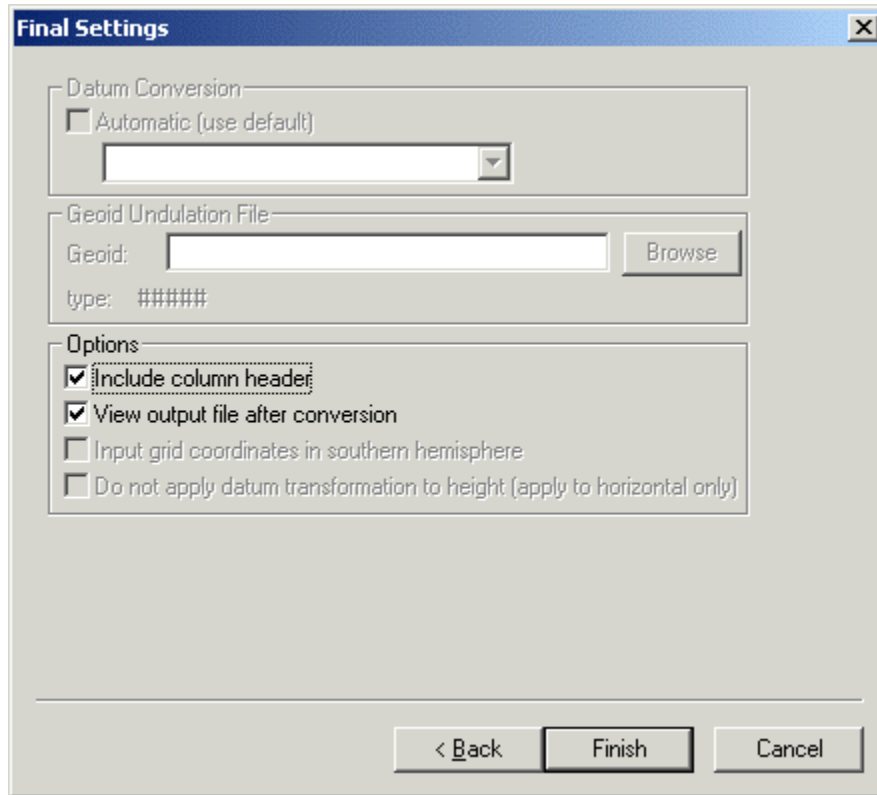 Final Settings
Datum Conversion
Automatic (use default)
Geoid Undulation File
Geoid: Browse
type: #####
Options
Include column header
View output file after conversion
Input grid coordinates in southern hemisphere
Do not apply datum transformation to height (apply to horizontal only)
< Back Finish Cancel